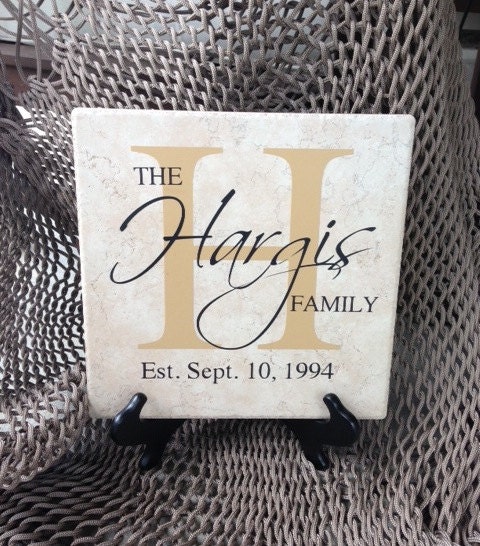 H
THE
Hargis
FAMILY
Est. Sept. 10, 1994